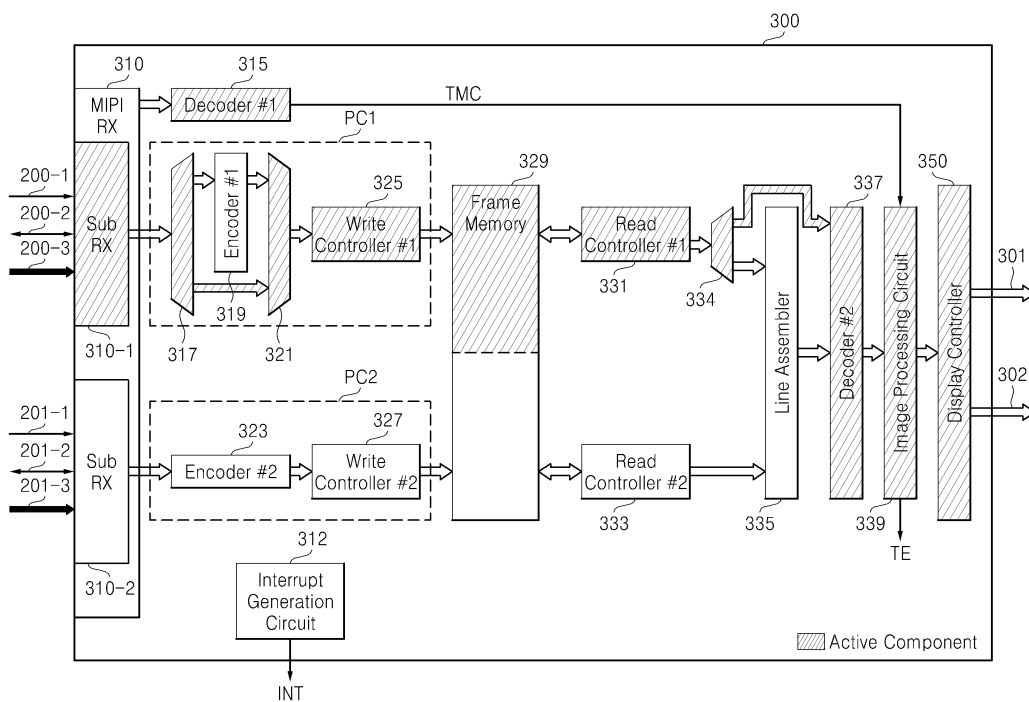 300
310
315
MIPI
RX
Decoder #1
TMC
PC1
329
350
200-1
200-2
200-3
Sub
RX
Encoder #1
325
Write
Controller #1
Frame
Memory
Read
Controller #1
331
334
337
317
319
321
310-1
301
302
PC2
201-1
201-2
201-3
Sub
RX
323
Encoder #2
327
Write
Controller #2
Read
Controller #2
333
Line Assembler
335
Decoder #2
Image Processing Circuit
339
Display Controller
TE
310-2
312
Interrupt
Generation
Circuit
INT
Active Component